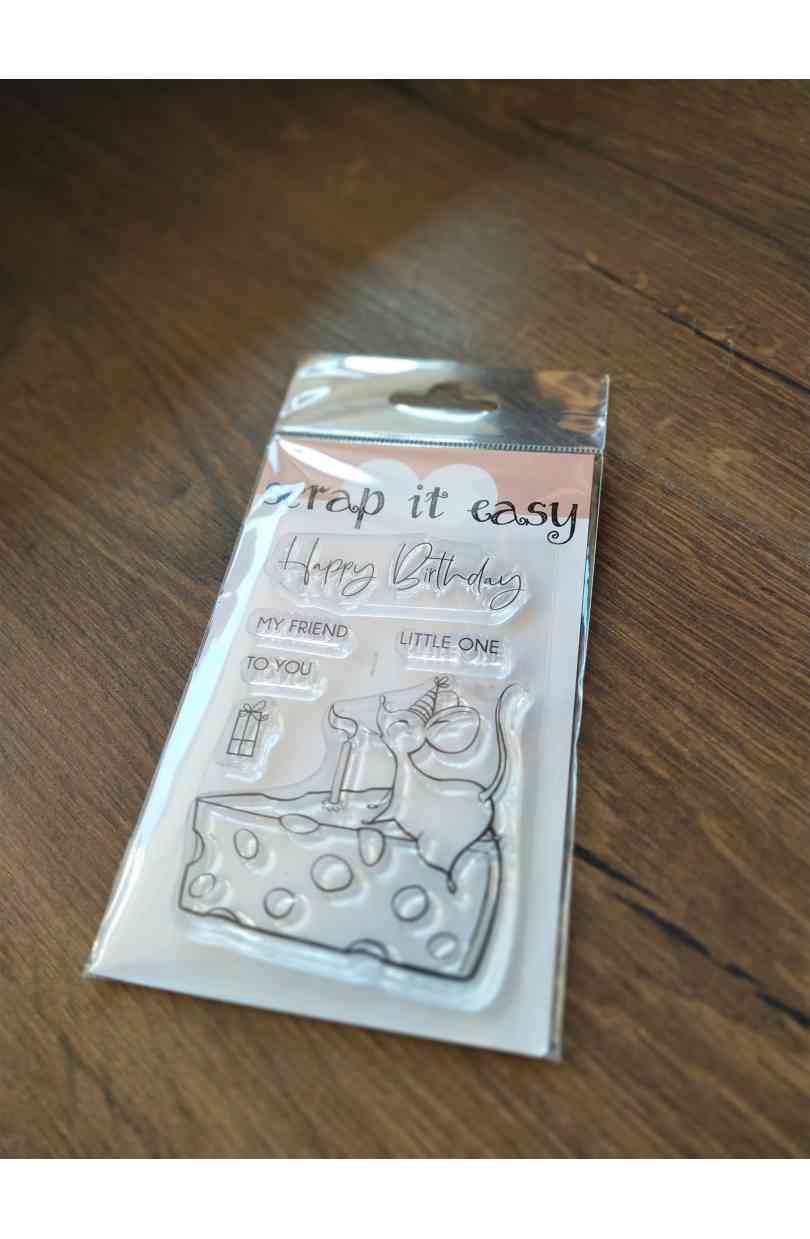 scrap it easy
Happy Birthday
MY FRIEND
LITTLE ONE
TO YOU